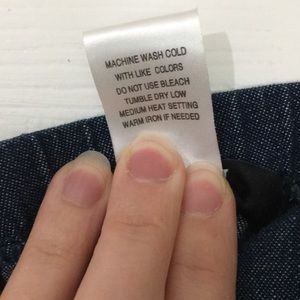 MACHINE WASH COLD
WITH LIKE COLORS
DO NOT USE BLEACH
TUMBLE DRY LOW
MEDIUM HEAT SETTING
WARM IRON IF NEEDED